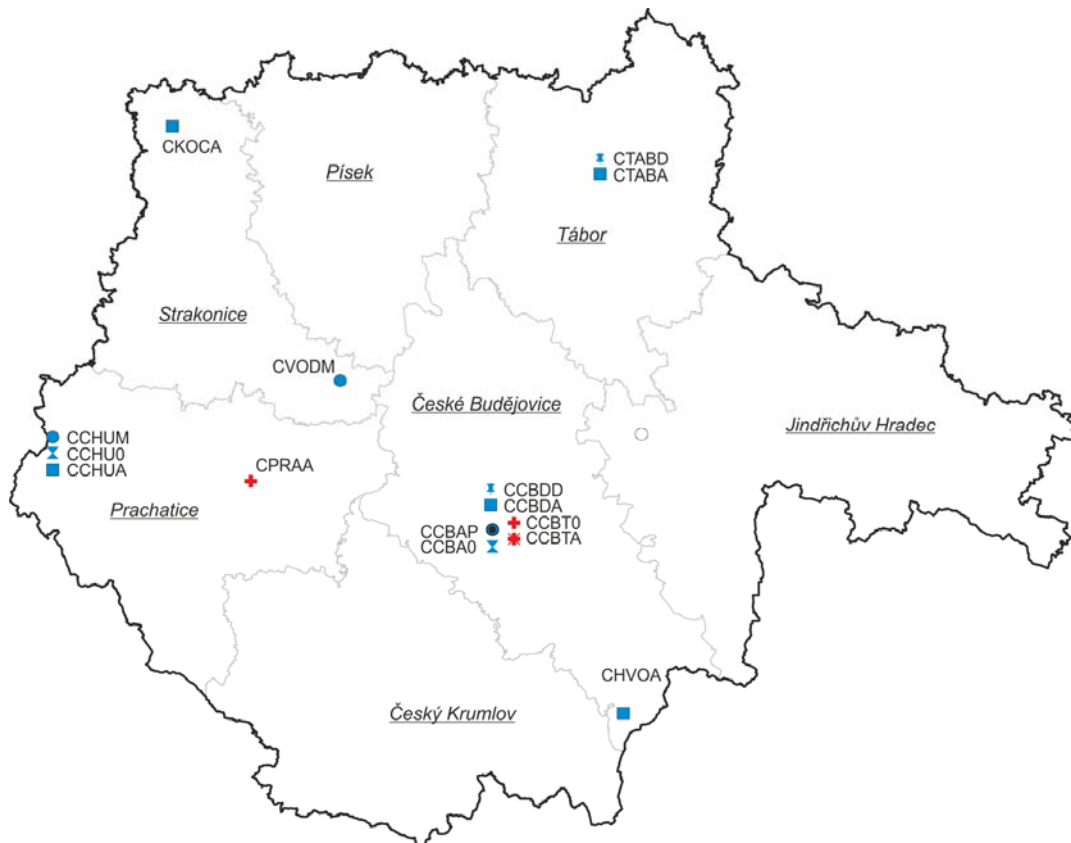 CKOCA
Písek
CTABD
CTABA
Tábor
Strakonice
CVODM
České Budějovice
Jindřichův Hradec
CCHUM
CCHU0
CCHUA
CPRAA
Prachatice
CCBDD
CCBDA
CCBT0
CCBAP
CCBTA
CCBA0
CHVOA
Český Krumlov